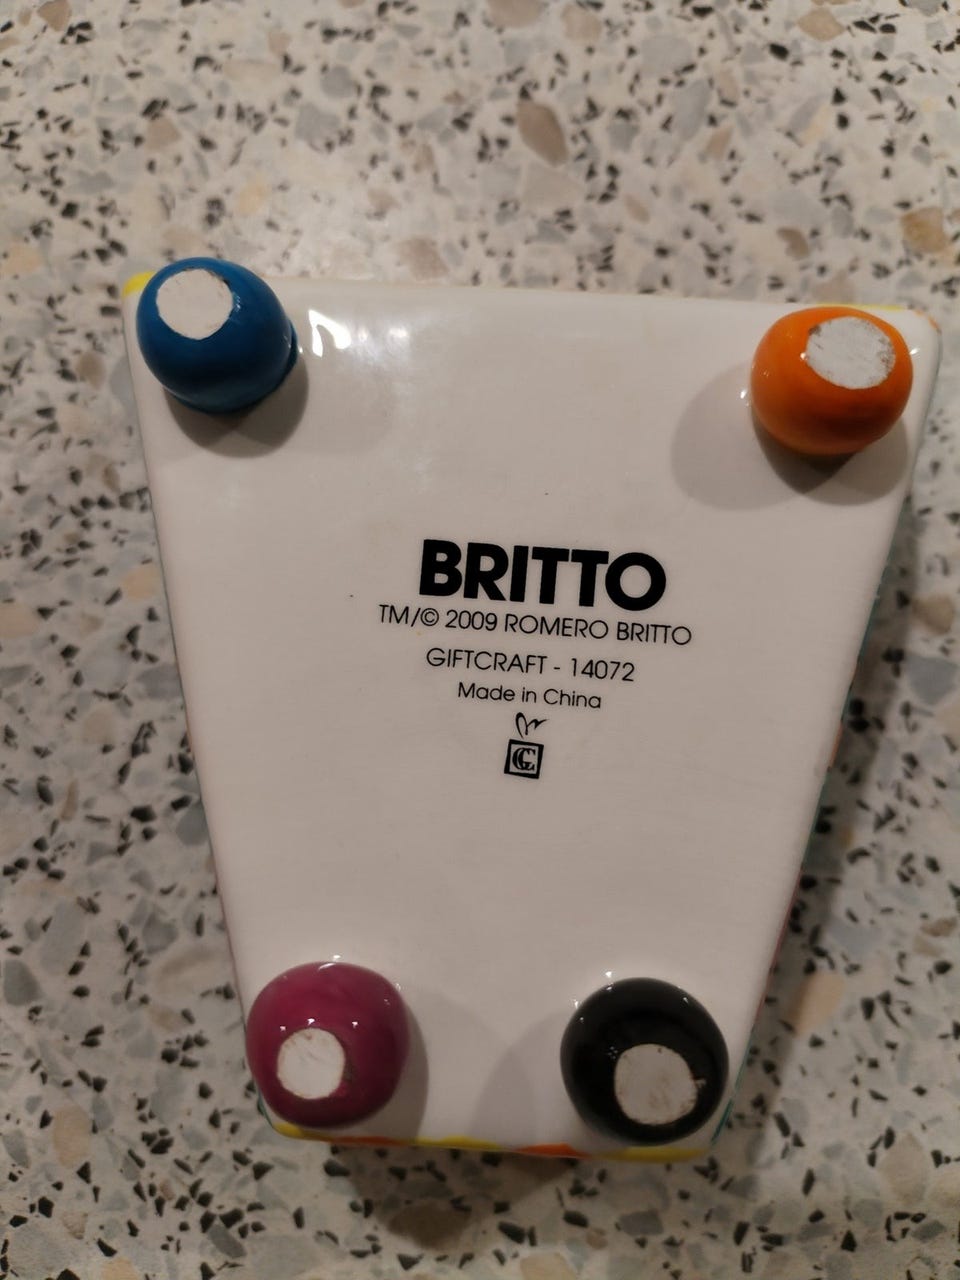 BRITTO
TM/© 2009 ROMERO BRITTO
GIFTCRAFT - 14072
Made in China